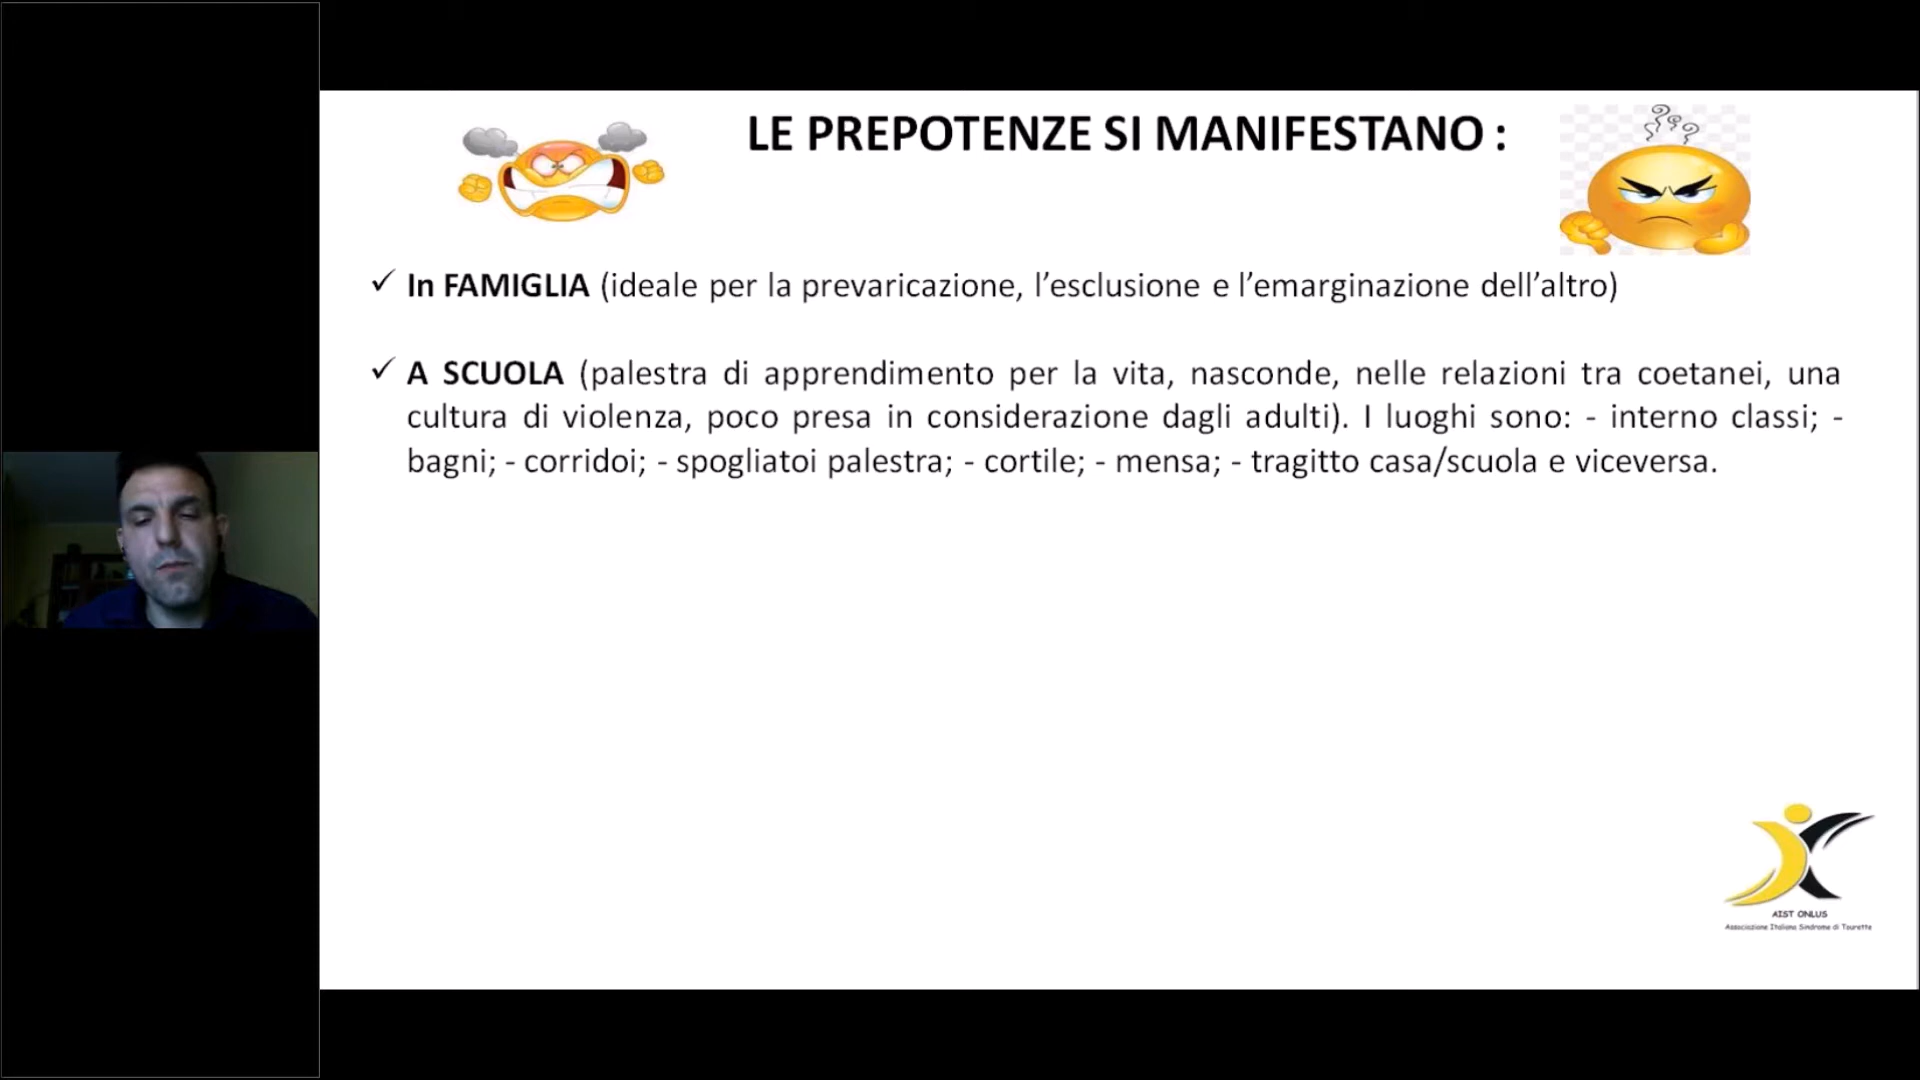 LE PREPOTENZE SI MANIFESTANO :
✓ In FAMIGLIA (ideale per la prevaricazione, l’esclusione e l’emarginazione dell’altro)
✓ A SCUOLA (palestra di apprendimento per la vita, nasconde, nelle relazioni tra coetanei, una
cultura di violenza, poco presa in considerazione dagli adulti). I luoghi sono: - interno classi; -
bagni; - corridoi; - spogliatoi palestra; - cortile; - mensa; - tragitto casa/scuola e viceversa.
AIST ONLUS
Associazione Italiana Sindrome di Tourette